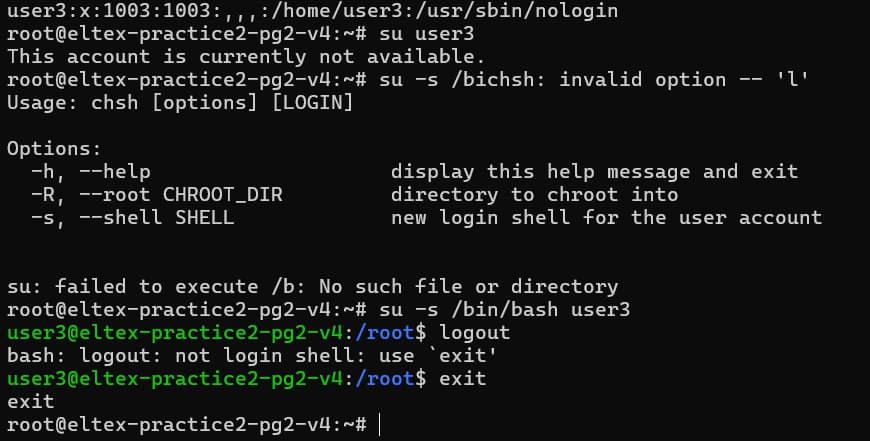 user3:x:1003:1003:,,,:/home/user3:/usr/sbin/nologin
root@eltex-practice2-pg2-v4:~# su user3
This account is currently not available.
root@eltex-practice2-pg2-v4:~# su -s /bichsh: invalid option -- 'l'
Usage: chsh [options] [LOGIN]
Options:
  -h, --help                    display this help message and exit
  -R, --root CHROOT_DIR         directory to chroot into
  -s, --shell SHELL             new login shell for the user account
su: failed to execute /b: No such file or directory
root@eltex-practice2-pg2-v4:~# su -s /bin/bash user3
user3@eltex-practice2-pg2-v4:/root$ logout
bash: logout: not login shell: use `exit'
user3@eltex-practice2-pg2-v4:/root$ exit
exit
root@eltex-practice2-pg2-v4:~#